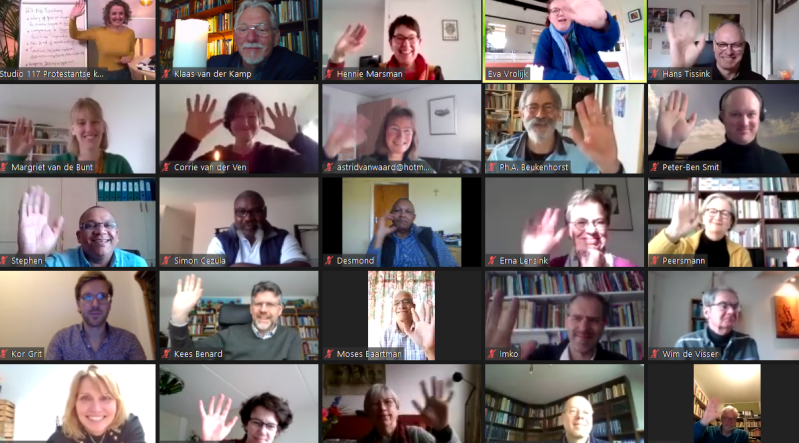 Studio 117 Protestantse k...
Klaas van der Kamp
Hennie Marsman
Eva Vrolijk
Hans Tissink
Margriet van de Bunt
Corrie van der Ven
astridvanwaard@hotm...
Ph.A. Beukenhorst
Peter-Ben Smit
Stephen
Simon Cezula
Desmond
Erna Lensink
Peersmann
Kor Grit
Kees Benard
Moses Baartman
Imko
Wim de Visser